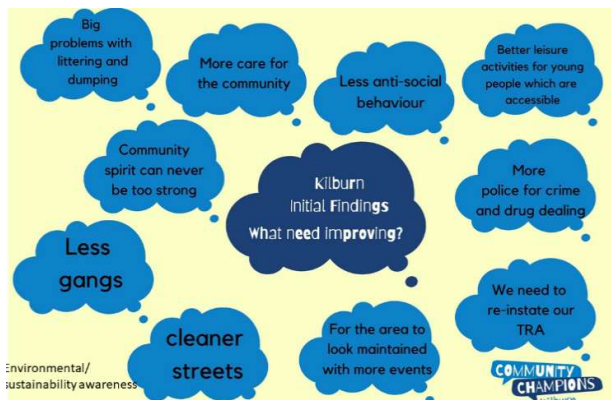 Big
problems with
littering and
dumping
More care for
the community
Less anti-social
behaviour
Better leisure
activities for young
people which are
accessible
Community
spirit can never
be too strong
Kilburn
Initial Findings
What need improving?
More
police for crime
and drug dealing
Less
gangs
cleaner
streets
For the area to
look maintained
with more events
We need to
re-instate our
TRA
Environmental/
sustainability awareness
COMMUNITY
CHAMPIONS